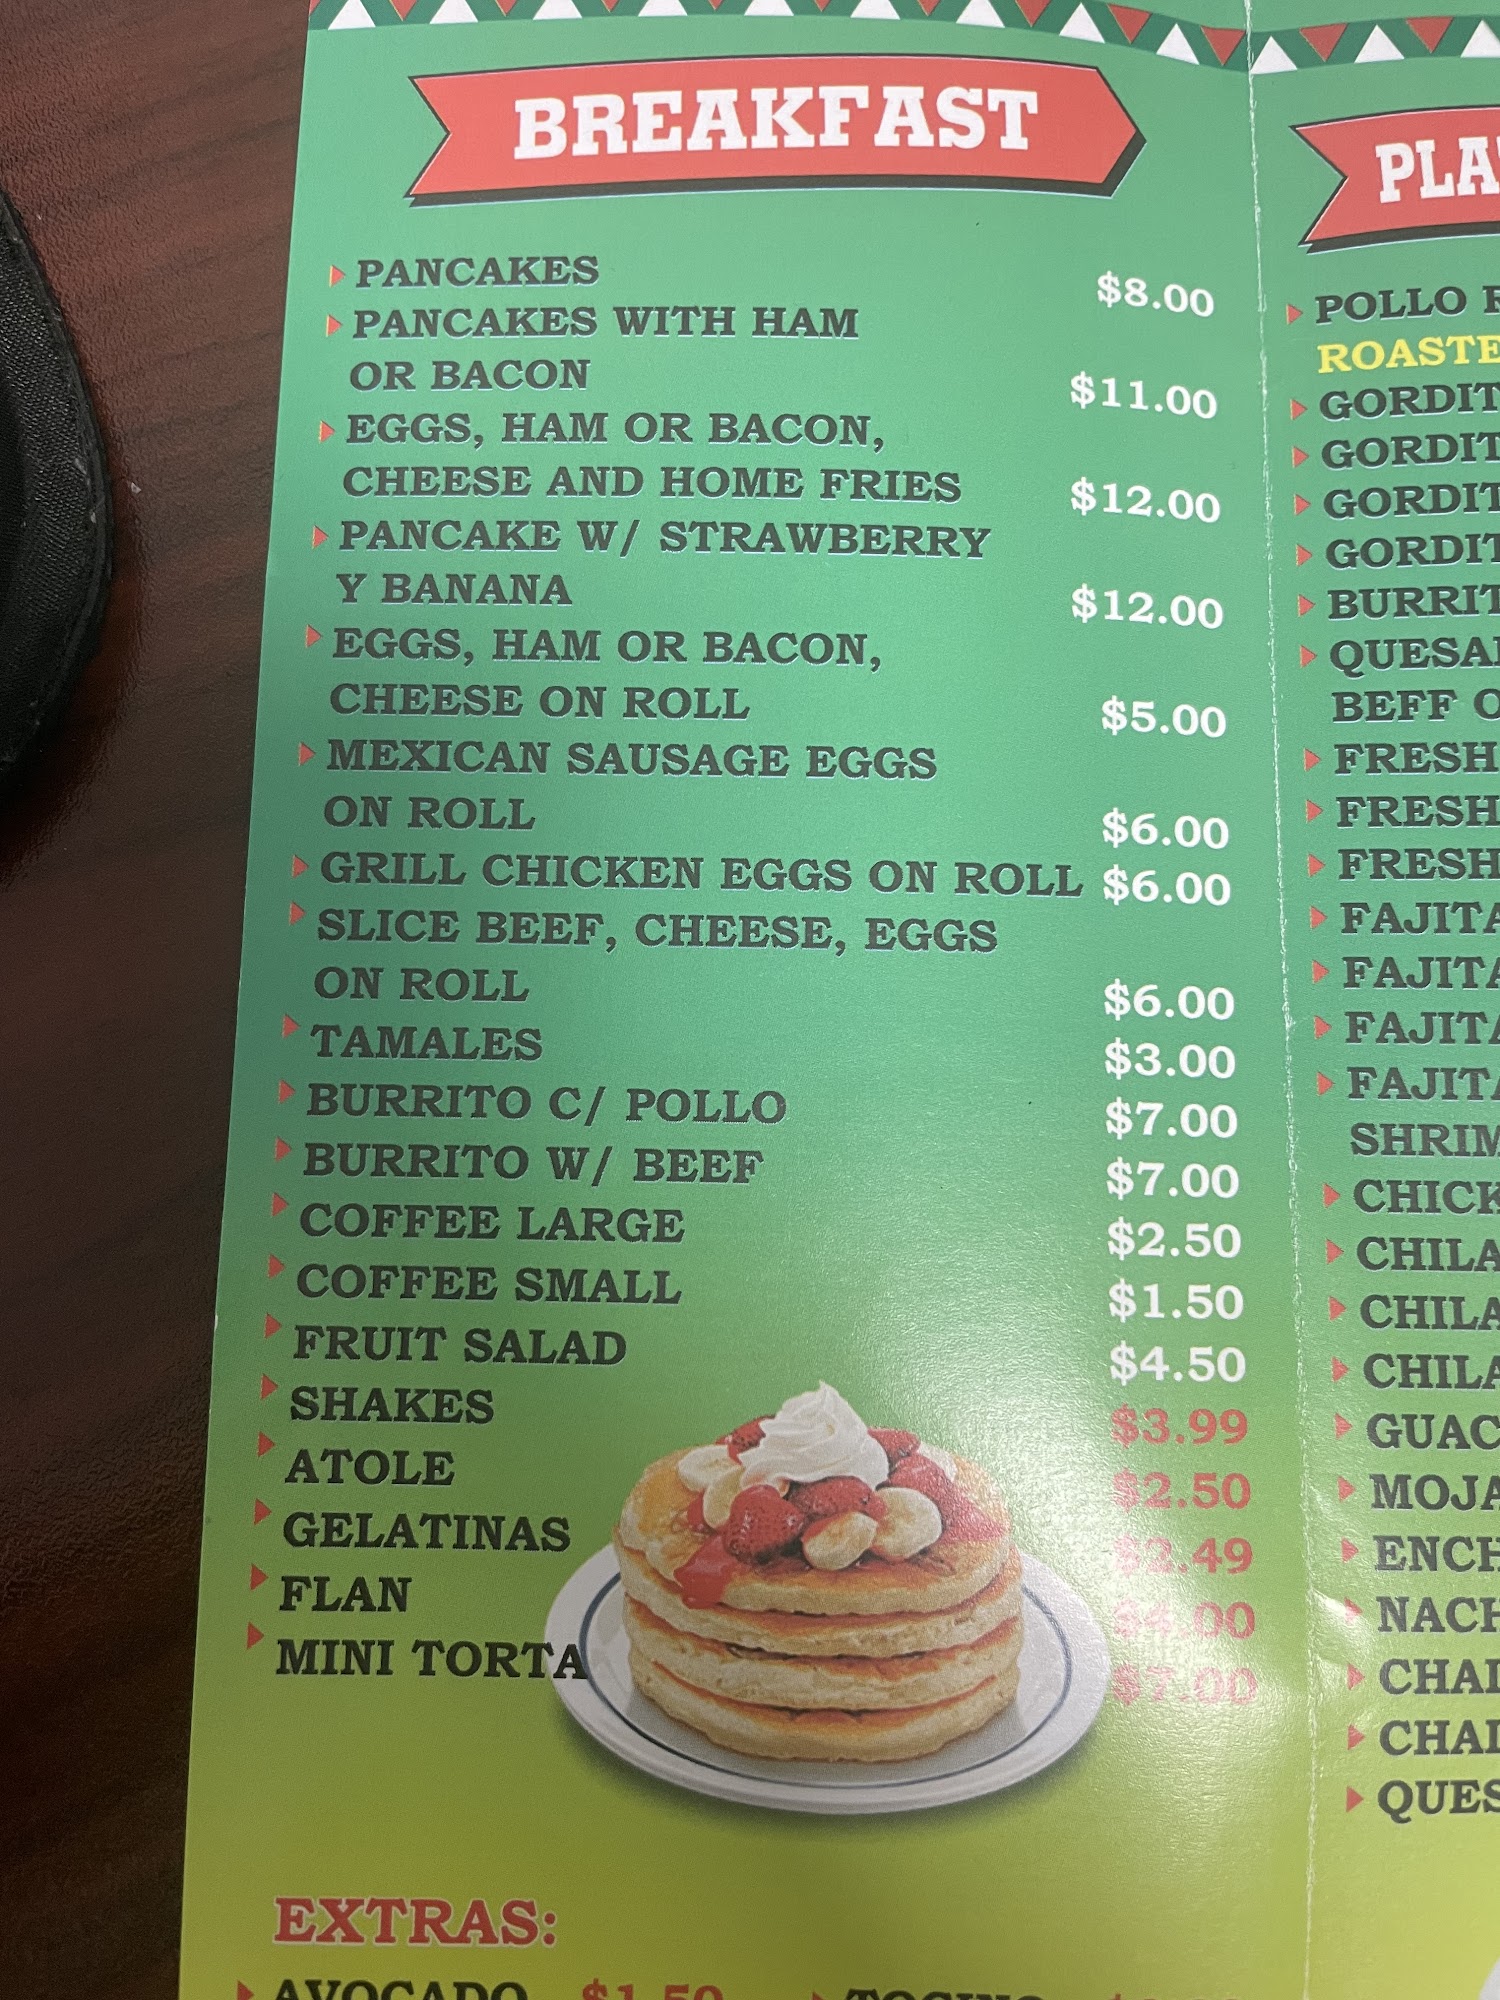 BREAKFAST
PANCAKES $8.00
PANCAKES WITH HAM
OR BACON $11.00
EGGS, HAM OR BACON,
CHEESE AND HOME FRIES $12.00
PANCAKE W/ STRAWBERRY
Y BANANA $12.00
EGGS, HAM OR BACON,
CHEESE ON ROLL $5.00
MEXICAN SAUSAGE EGGS
ON ROLL $6.00
GRILL CHICKEN EGGS ON ROLL $6.00
SLICE BEEF, CHEESE, EGGS
ON ROLL $6.00
TAMALES $3.00
BURRITO C/ POLLO $7.00
BURRITO W/ BEEF $7.00
COFFEE LARGE $2.50
COFFEE SMALL $1.50
FRUIT SALAD $4.50
SHAKES $3.99
ATOLE $2.50
GELATINAS $2.49
FLAN $4.00
MINI TORTA $7.00
EXTRAS:
AVOCADO $1.50 TOCINO
PLA
POLLO
ROASTE
GORDIT
GORDIT
GORDIT
GORDIT
BURRIT
QUESA
BEFF
FRESH
FRESH
FRESH
FAJITA
FAJITA
FAJITA
FAJITA
SHRIM
CHICK
CHILA
CHILA
CHILA
GUAC
MOJA
ENCH
NACH
CHAL
CHAL
QUES